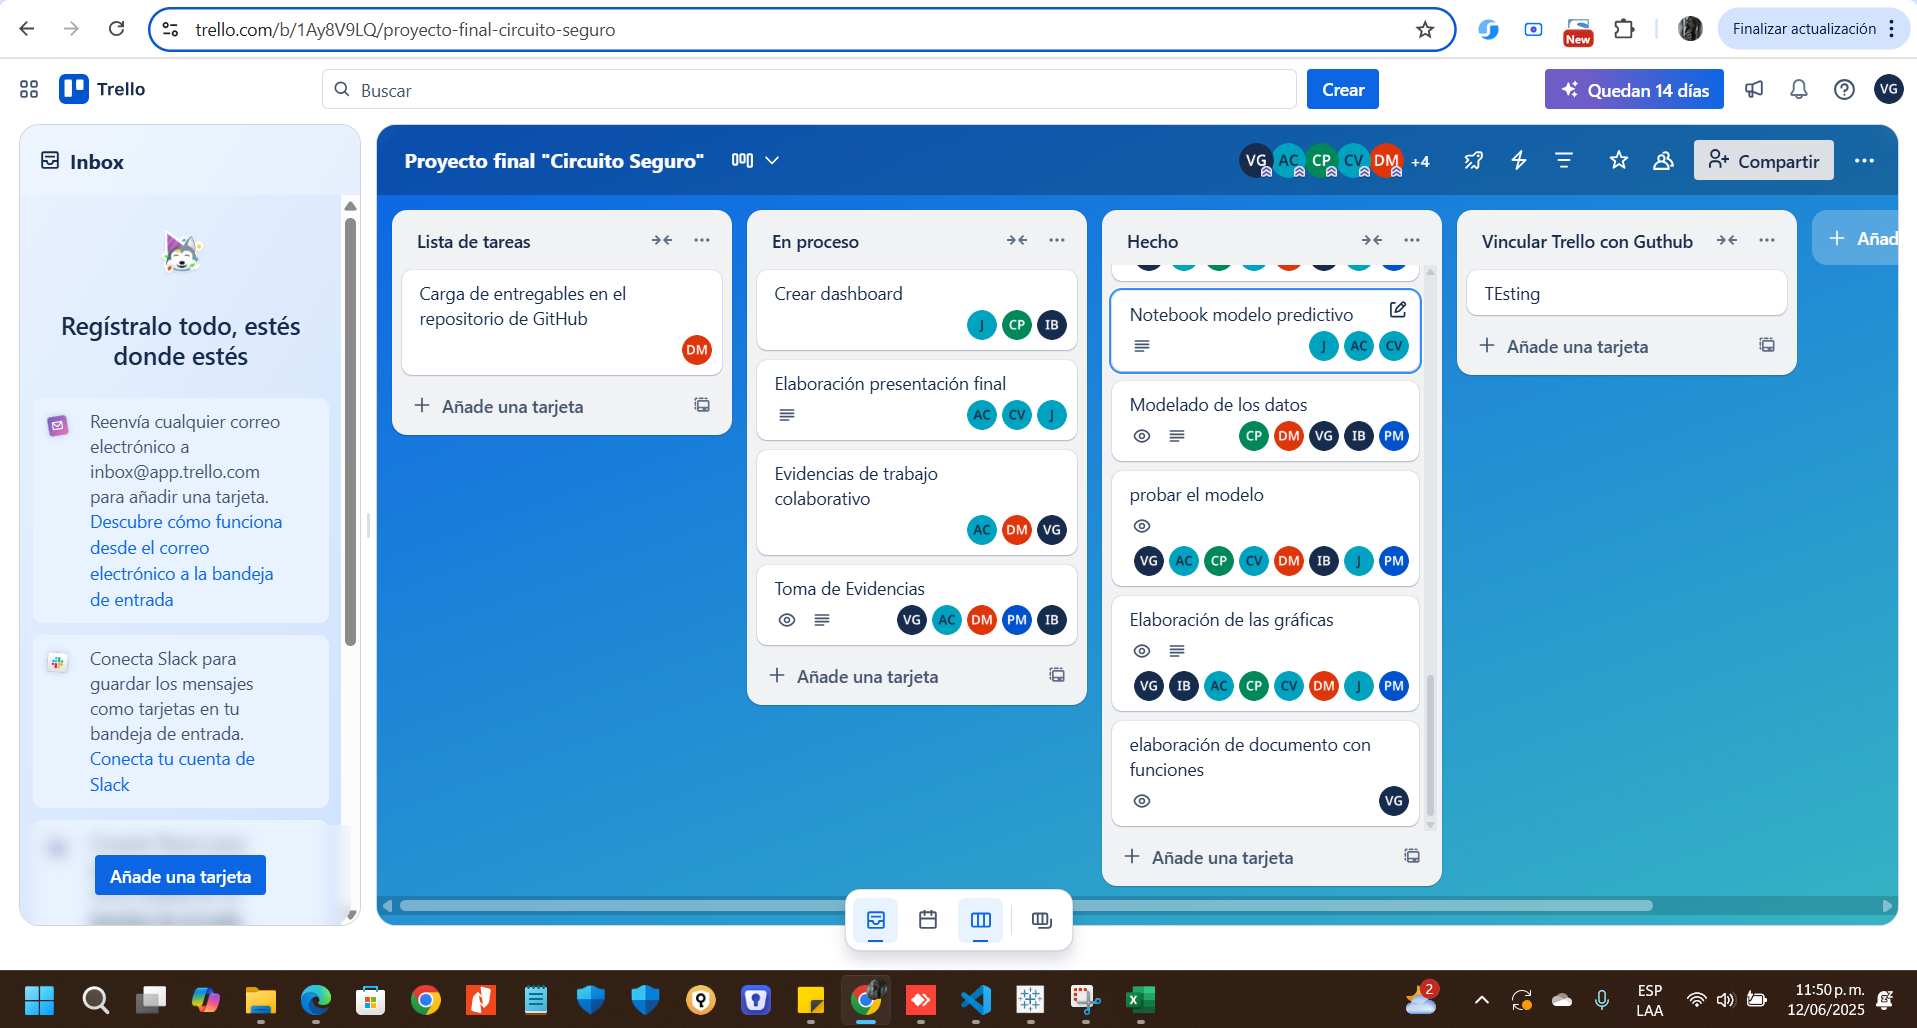 trello.com/b/1Ay8V9LQ/proyecto-final-circuito-seguro
New
Finalizar actualización
Trello
Buscar
Crear
Quedan 14 días
VG
Inbox
Regístralo todo, estés
donde estés
Reenvía cualquier correo
electrónico a
inbox@app.trello.com
para añadir una tarjeta.
Descubre cómo funciona
desde el correo
electrónico a la bandeja
de entrada
Conecta Slack para
guardar los mensajes
como tarjetas en tu
bandeja de entrada.
Conecta tu cuenta de
Slack
Añade una tarjeta
Proyecto final "Circuito Seguro"
VG AC CP CV DM +4
Compartir
Lista de tareas
Carga de entregables en el
repositorio de GitHub
DM
Añade una tarjeta
En proceso
Crear dashboard
J CP IB
Elaboración presentación final
AC CV J
Evidencias de trabajo
colaborativo
AC DM VG
Toma de Evidencias
VG AC DM PM IB
Añade una tarjeta
Hecho
Notebook modelo predictivo
J AC CV
Modelado de los datos
CP DM VG IB PM
probar el modelo
VG AC CP CV DM IB J PM
Elaboración de las gráficas
VG IB AC CP CV DM J PM
elaboración de documento con
funciones
VG
Añade una tarjeta
Vincular Trello con Guthub
TEsting
Añade una tarjeta
Añad
2
ESP
LAA
11:50 p. m.
12/06/2025